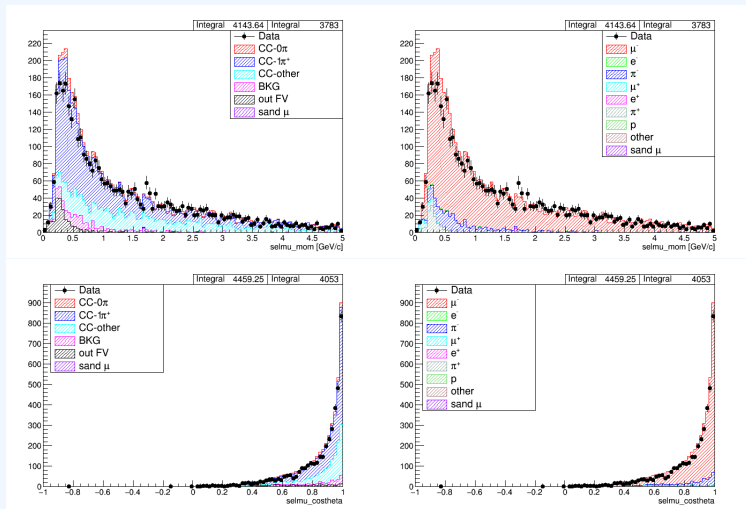 Integral 4143.64 Integral 3783
Data
CC-0π
CC-1π⁺
CC-other
BKG
out FV
sand μ
220
200
180
160
140
120
100
80
60
40
20
0
0 0.5 1 1.5 2 2.5 3 3.5 4 4.5 5
selmu_mom [GeV/c]
Integral 4143.64 Integral 3783
Data
μ⁻
e⁻
π⁻
μ⁺
e⁺
π⁺
p
other
sand μ
220
200
180
160
140
120
100
80
60
40
20
0
0 0.5 1 1.5 2 2.5 3 3.5 4 4.5 5
selmu_mom [GeV/c]
Integral 4459.25 Integral 4053
Data
CC-0π
CC-1π⁺
CC-other
BKG
out FV
sand μ
900
800
700
600
500
400
300
200
100
0
-1 -0.8 -0.6 -0.4 -0.2 0 0.2 0.4 0.6 0.8 1
selmu_costheta
Integral 4459.25 Integral 4053
Data
μ⁻
e⁻
π⁻
μ⁺
e⁺
π⁺
p
other
sand μ
900
800
700
600
500
400
300
200
100
0
-1 -0.8 -0.6 -0.4 -0.2 0 0.2 0.4 0.6 0.8 1
selmu_costheta